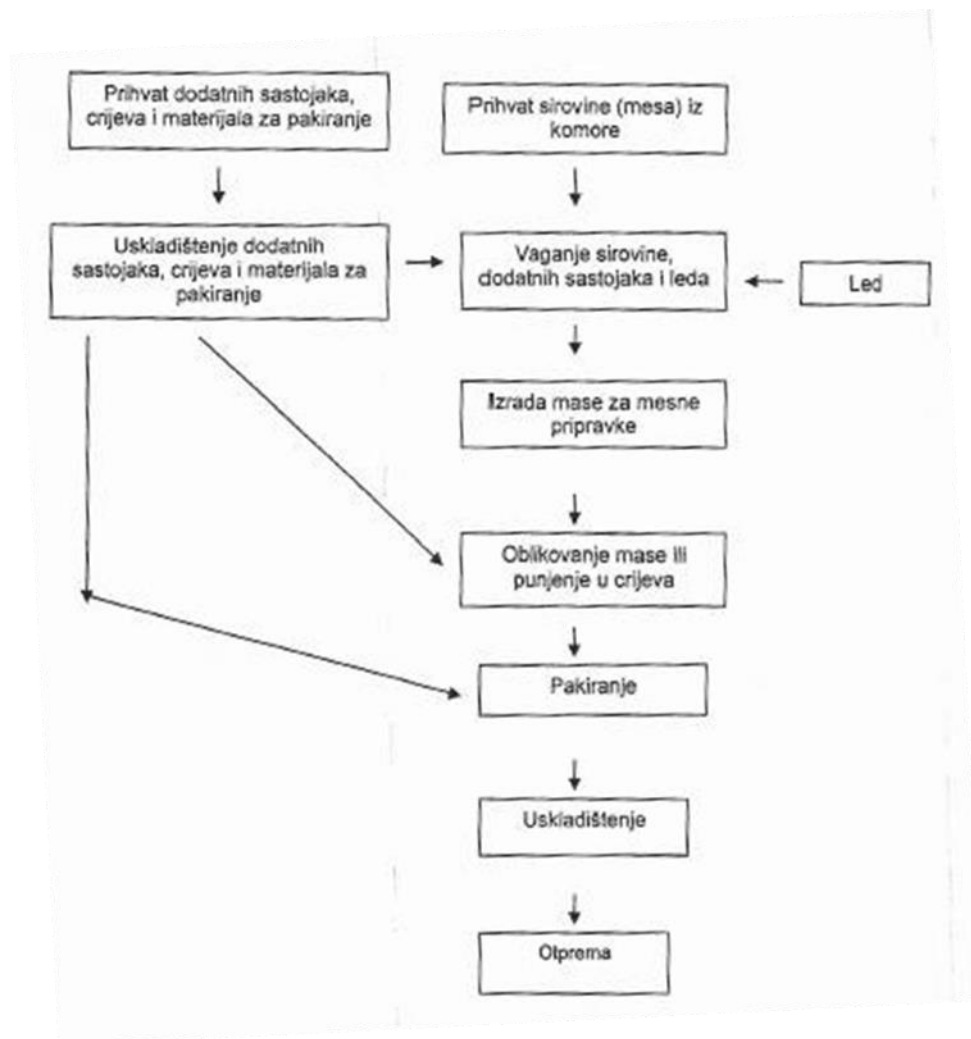 Prihvat dodatnih sastojaka,
crijeva i materijala za pakiranje
Prihvat sirovine (mesa) iz
komore
Uskladištenje dodatnih
sastojaka, crijeva i materijala za
pakiranje
Vaganje sirovine,
dodatnih sastojaka i leda
Led
Izrada mase za mesne
pripravke
Oblikovanje mase ili
punjenje u crijeva
Pakiranje
Uskladištenje
Otprema